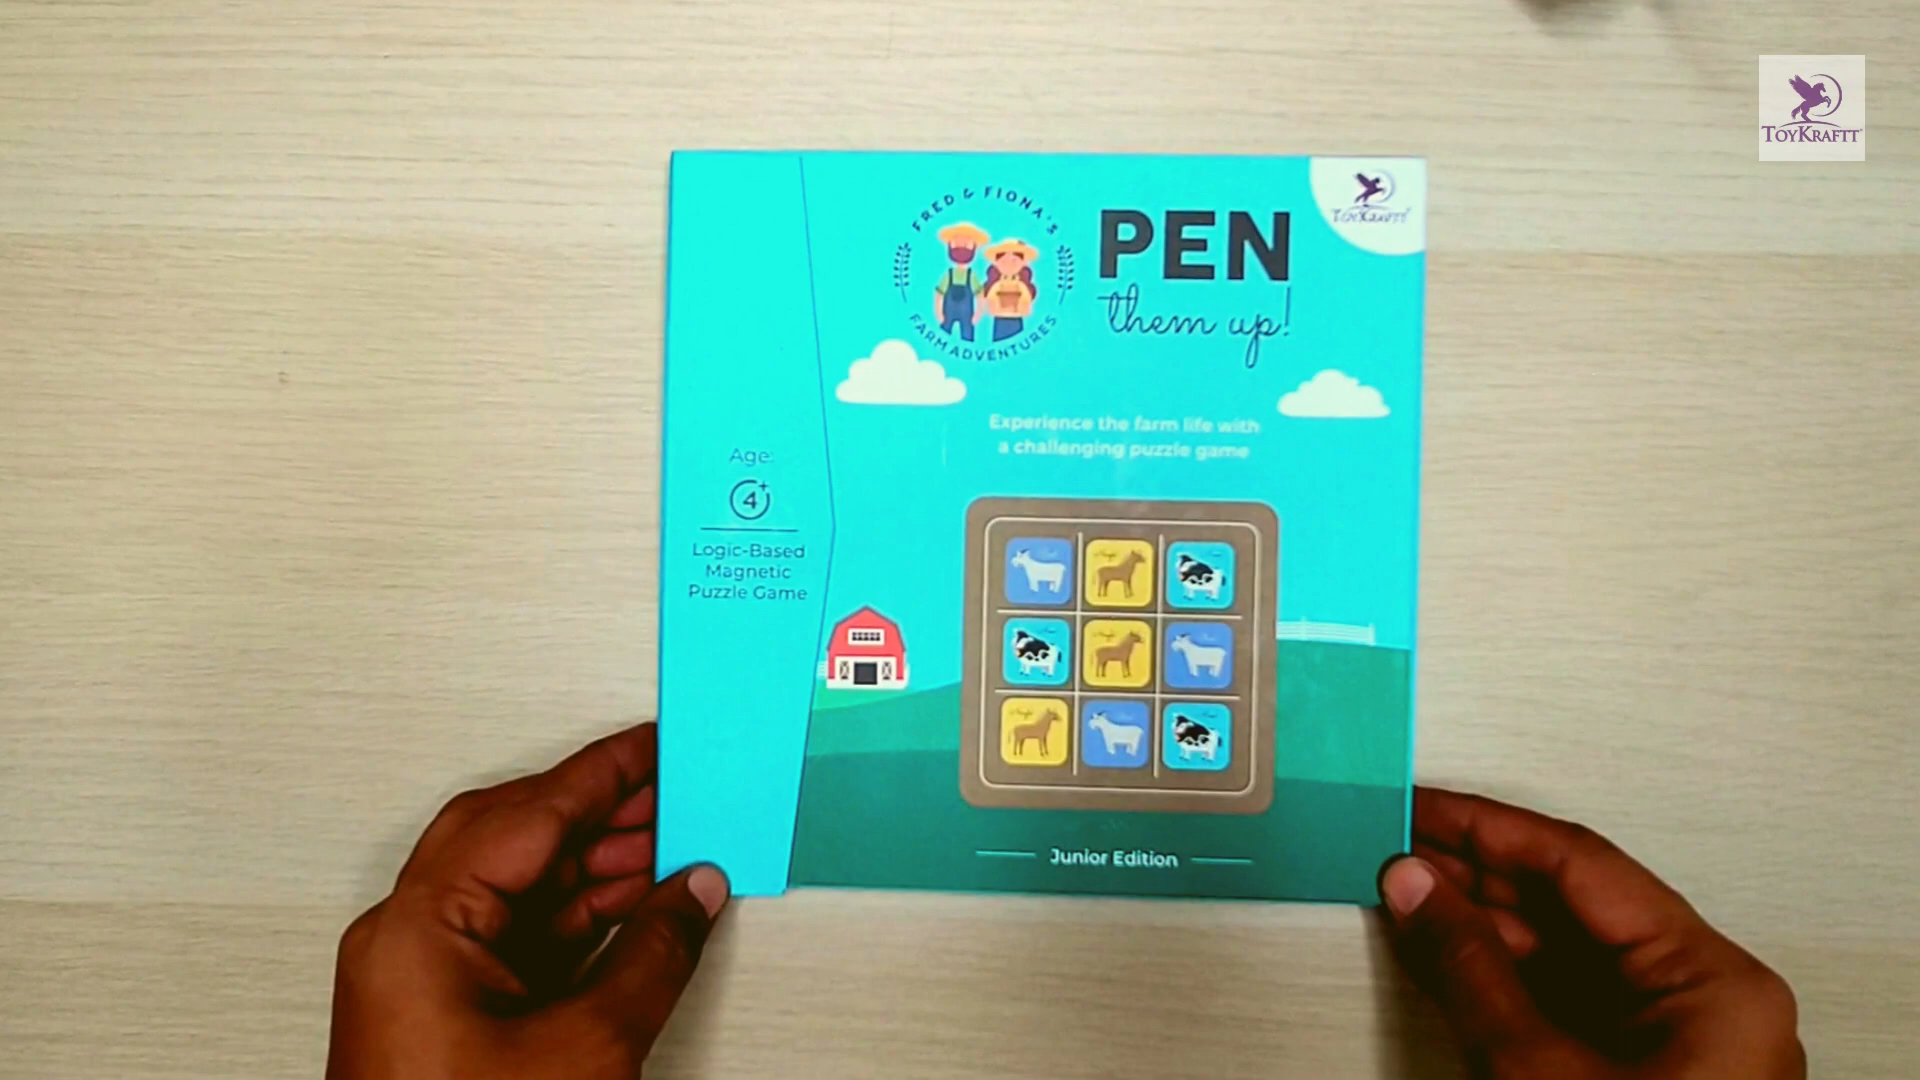 TOYKRAFTT
FRED & FIONA'S
FARM ADVENTURES
PEN
them up!
TOYKRAFTT
Experience the farm life with
a challenging puzzle game
Age:
4+
Logic-Based
Magnetic
Puzzle Game
Junior Edition